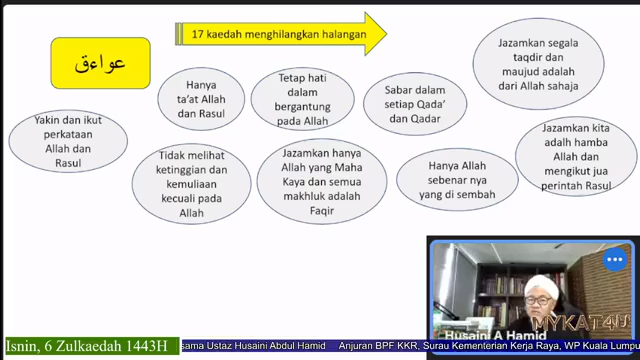 عواءق
17 kaedah menghilangkan halangan
Yakin dan ikut
perkataan
Allah dan
Rasul
Hanya
ta'at Allah
dan Rasul
Tetap hati
dalam
bergantung
pada Allah
Sabar dalam
setiap Qada'
dan Qadar
Jazamkan segala
taqdir dan
maujud adalah
dari Allah sahaja
Tidak melihat
ketinggian dan
kemuliaan
kecuali pada
Allah
Jazamkan hanya
Allah yang Maha
Kaya dan semua
makhluk adalah
Faqir
Hanya Allah
sebenar nya
yang di sembah
Jazamkan kita
adalh hamba
Allah dan
mengikut jua
perintah Rasul
MYKAT4U
Husaini A Hamid
Isnin, 6 Zulkaedah 1443H
sama Ustaz Husaini Abdul Hamid Anjuran BPF KKR, Surau Kementerian Kerja Raya, WP Kuala Lumpu